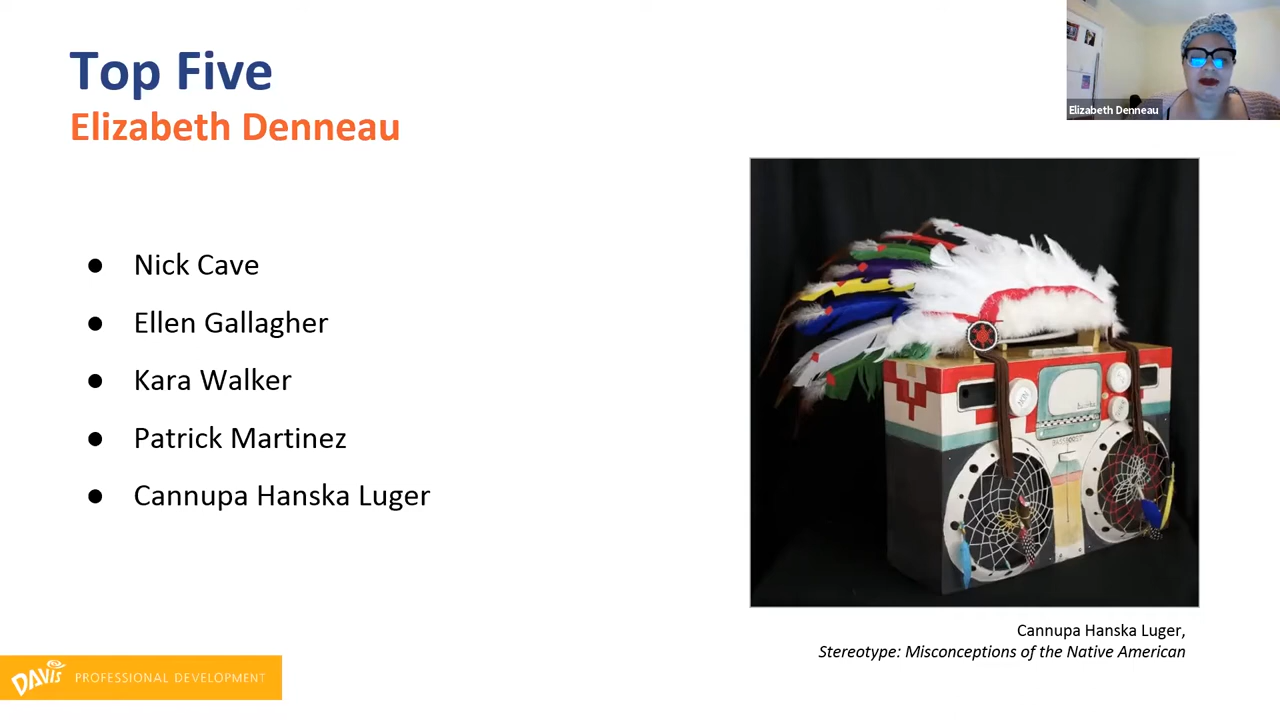 Top Five
Elizabeth Denneau
Elizabeth Denneau
● Nick Cave
● Ellen Gallagher
● Kara Walker
● Patrick Martinez
● Cannupa Hanska Luger
Cannupa Hanska Luger,
Stereotype: Misconceptions of the Native American
DAVIS PROFESSIONAL DEVELOPMENT